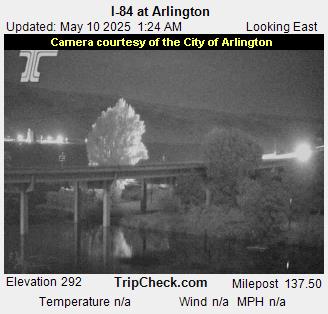 I-84 at Arlington
Updated: May 10 2025 1:24 AM Looking East
Camera courtesy of the City of Arlington
Elevation 292 TripCheck.com Milepost 137.50
Temperature n/a Wind n/a MPH n/a